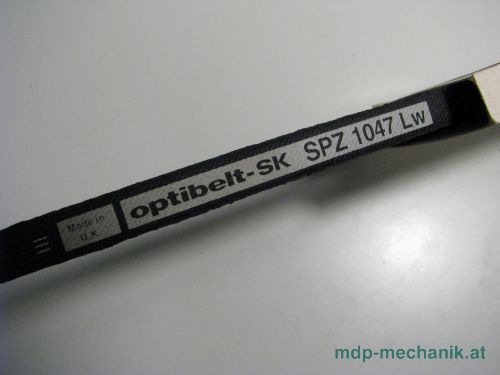 Made in
U.K.
optibelt-SK SPZ 1047 Lw
mdp-mechanik.at